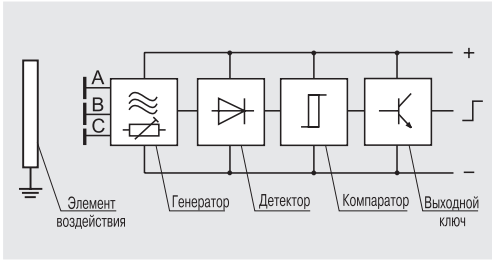 A
B
C
+
−
Элемент
воздействия
Генератор
Детектор
Компаратор
Выходной
ключ